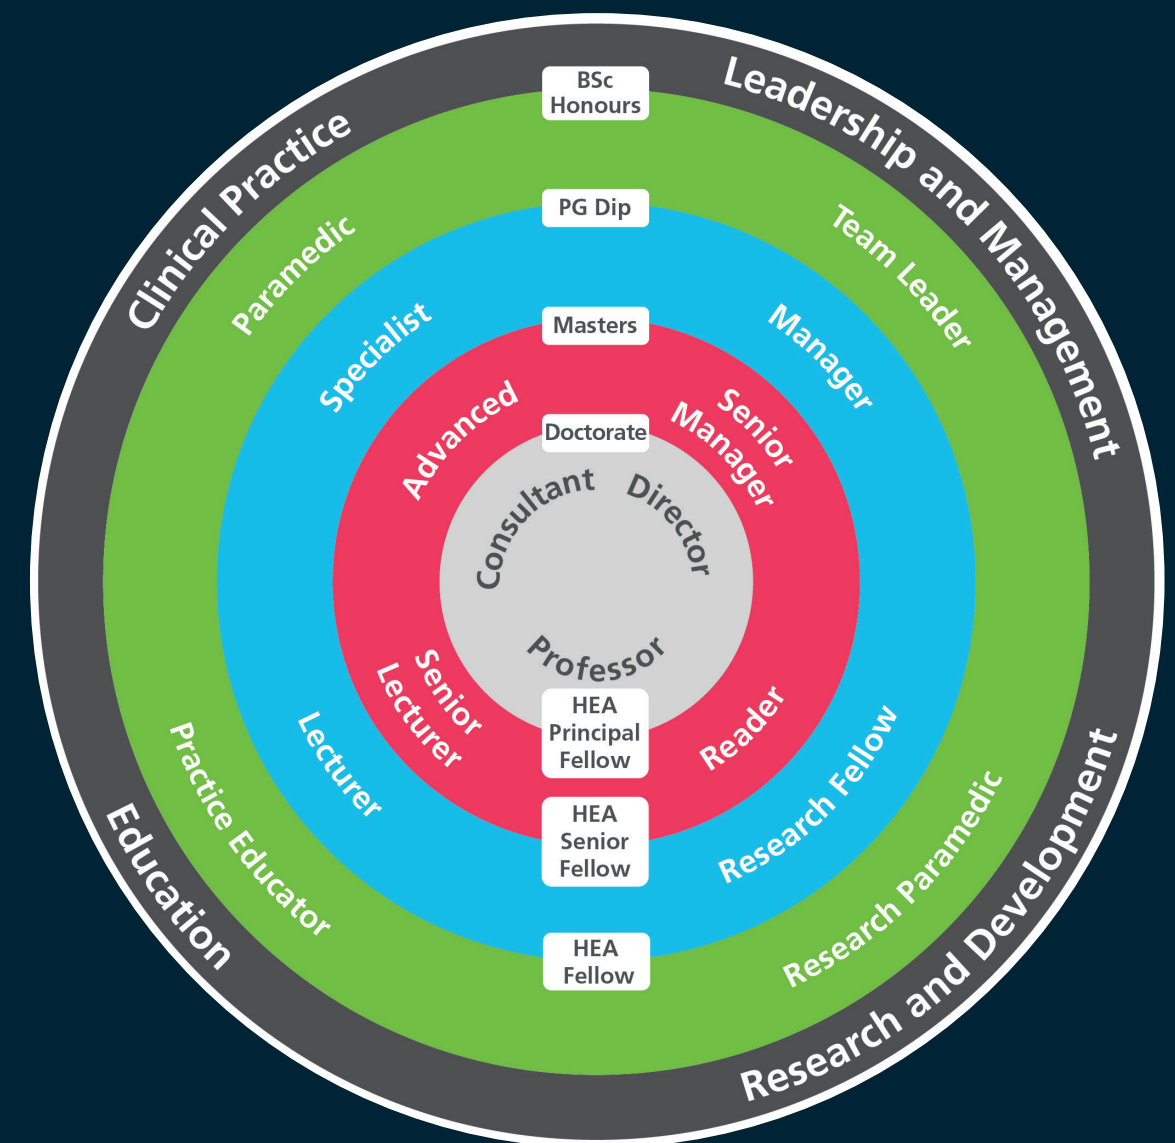 BSc
Honours
Clinical Practice
Leadership and Management
Paramedic
Team Leader
PG Dip
Specialist
Manager
Masters
Advanced
Senior
Manager
Doctorate
Consultant
Director
Professor
Senior
Lecturer
Reader
HEA
Principal
Fellow
Lecturer
Research Fellow
HEA
Senior
Fellow
Practice Educator
Research Paramedic
HEA
Fellow
Education
Research and Development